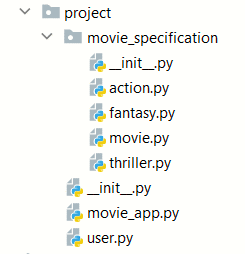 project
movie_specification
__init__.py
action.py
fantasy.py
movie.py
thriller.py
__init__.py
movie_app.py
user.py